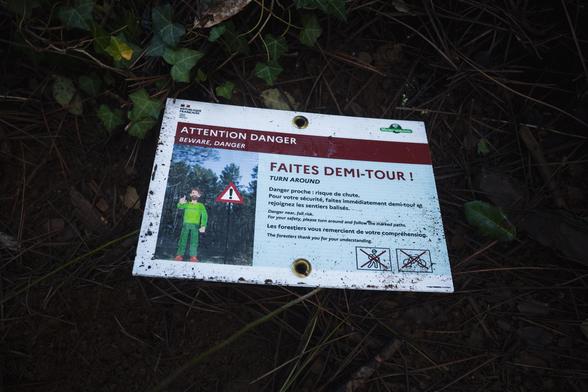 RÉPUBLIQUE
FRANÇAISE
ATTENTION DANGER
BEWARE, DANGER
FAITES DEMI-TOUR !
TURN AROUND
Danger proche : risque de chute.
Pour votre sécurité, faites immédiatement demi-tour et
rejoignez les sentiers balisés.
Danger near, fall risk.
For your safety, please turn around and follow the marked paths.
Les forestiers vous remercient de votre compréhension.
The foresters thank you for your understanding.